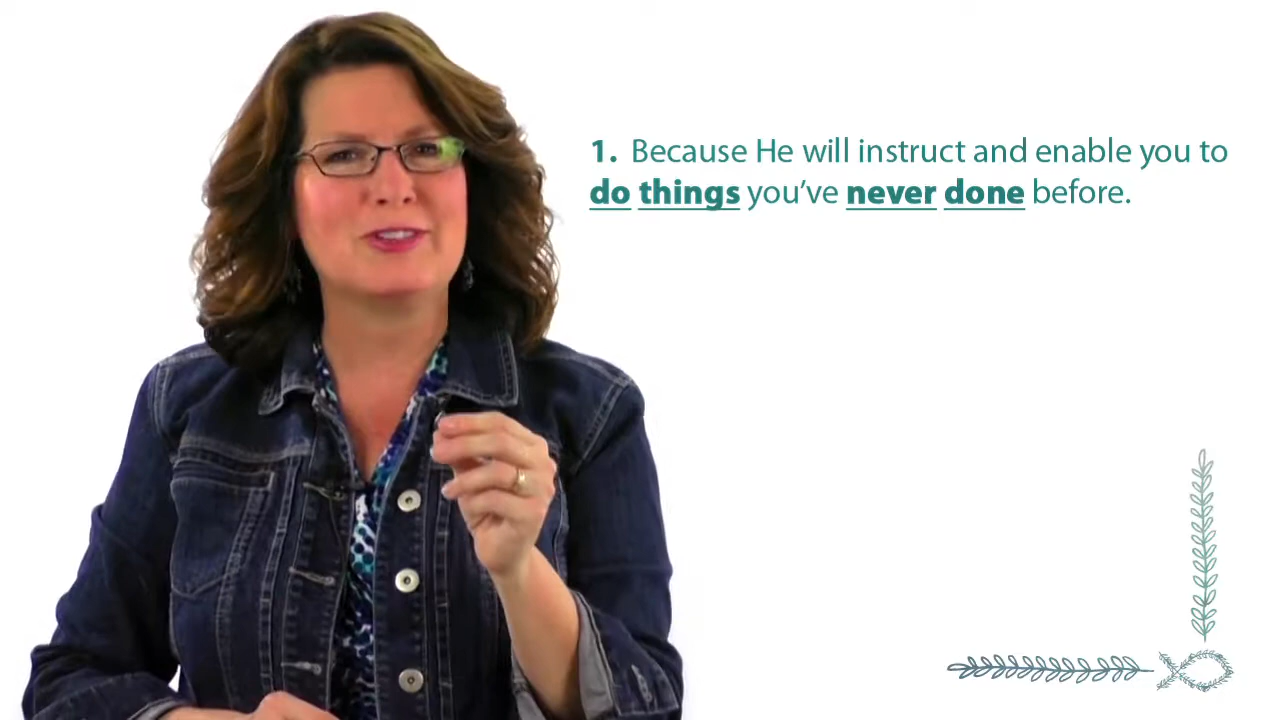 1. Because He will instruct and enable you to
do things you've never done before.